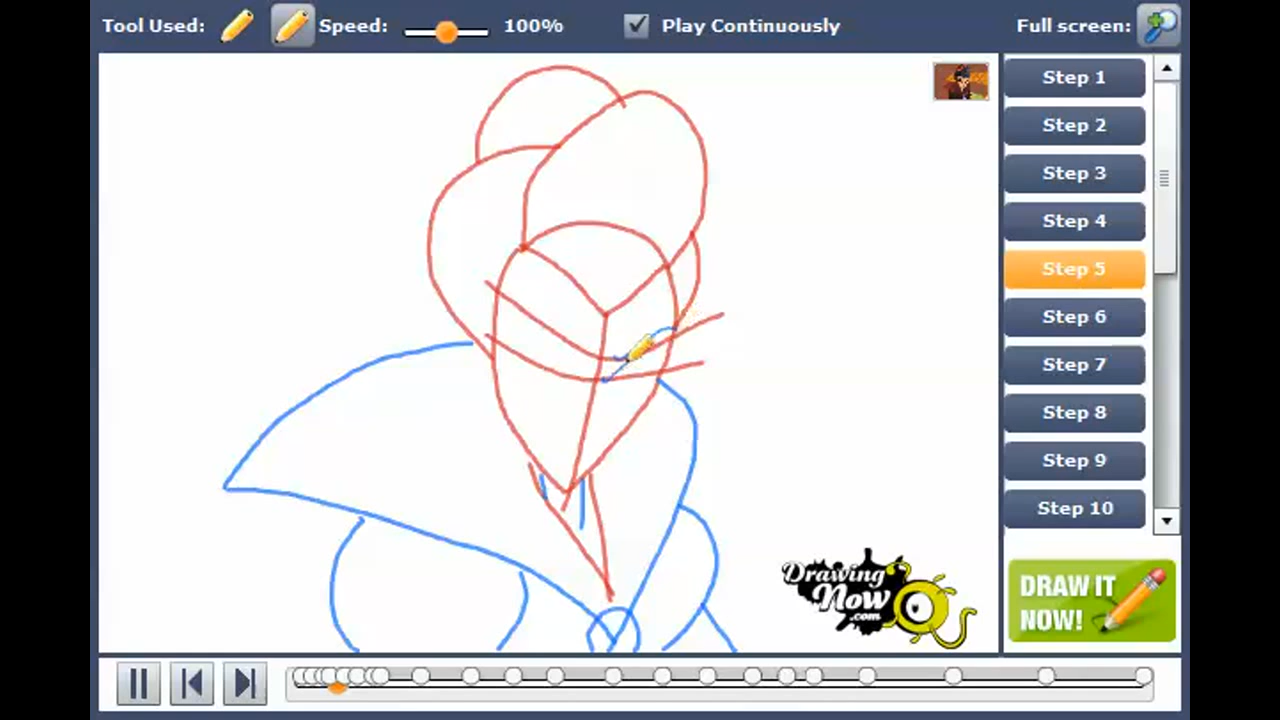 Tool Used:
Speed:
100%
Play Continuously
Full screen:
Step 1
Step 2
Step 3
Step 4
Step 5
Step 6
Step 7
Step 8
Step 9
Step 10
Drawing
Now
.com
DRAW IT
NOW!